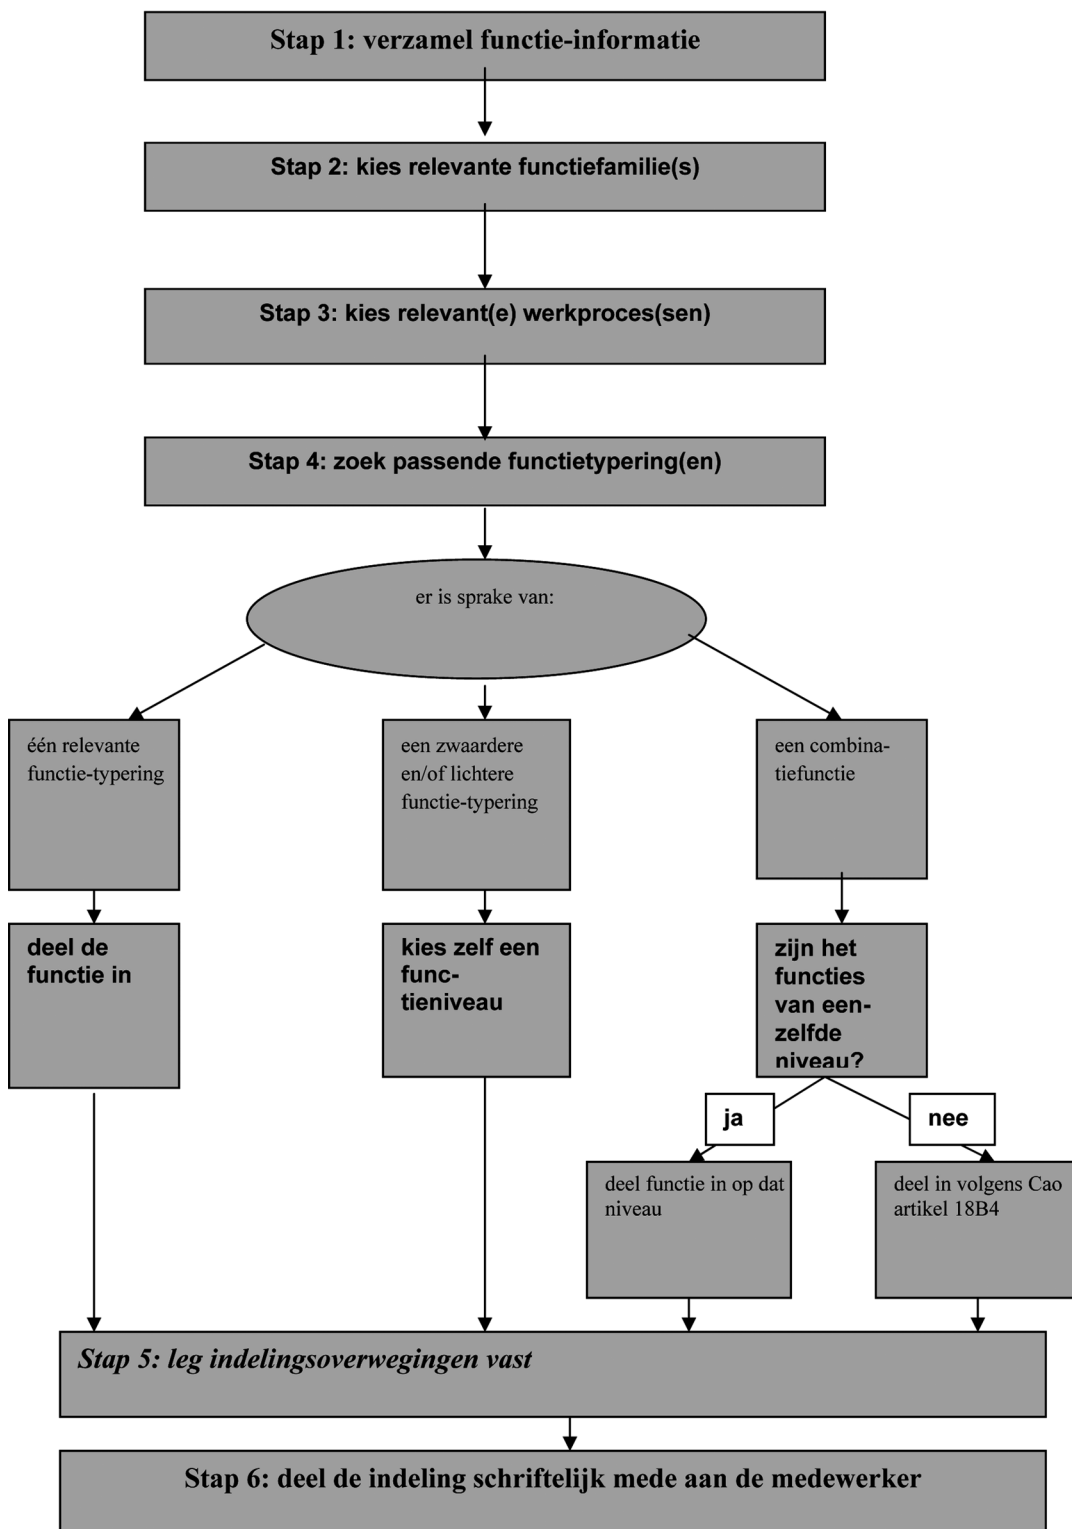 Stap 1: verzamel functie-informatie
Stap 2: kies relevante functiefamilie(s)
Stap 3: kies relevant(e) werkproces(sen)
Stap 4: zoek passende functietypering(en)
er is sprake van:
één relevante
functie-typering
een zwaardere
en/of lichtere
functie-typering
een combina-
tiefunctie
deel de
functie in
kies zelf een
func-
tieniveau
zijn het
functies
van een-
zelfde
niveau?
ja
nee
deel functie in op dat
niveau
deel in volgens Cao
artikel 18B4
Stap 5: leg indelingsoverwegingen vast
Stap 6: deel de indeling schriftelijk mede aan de medewerker